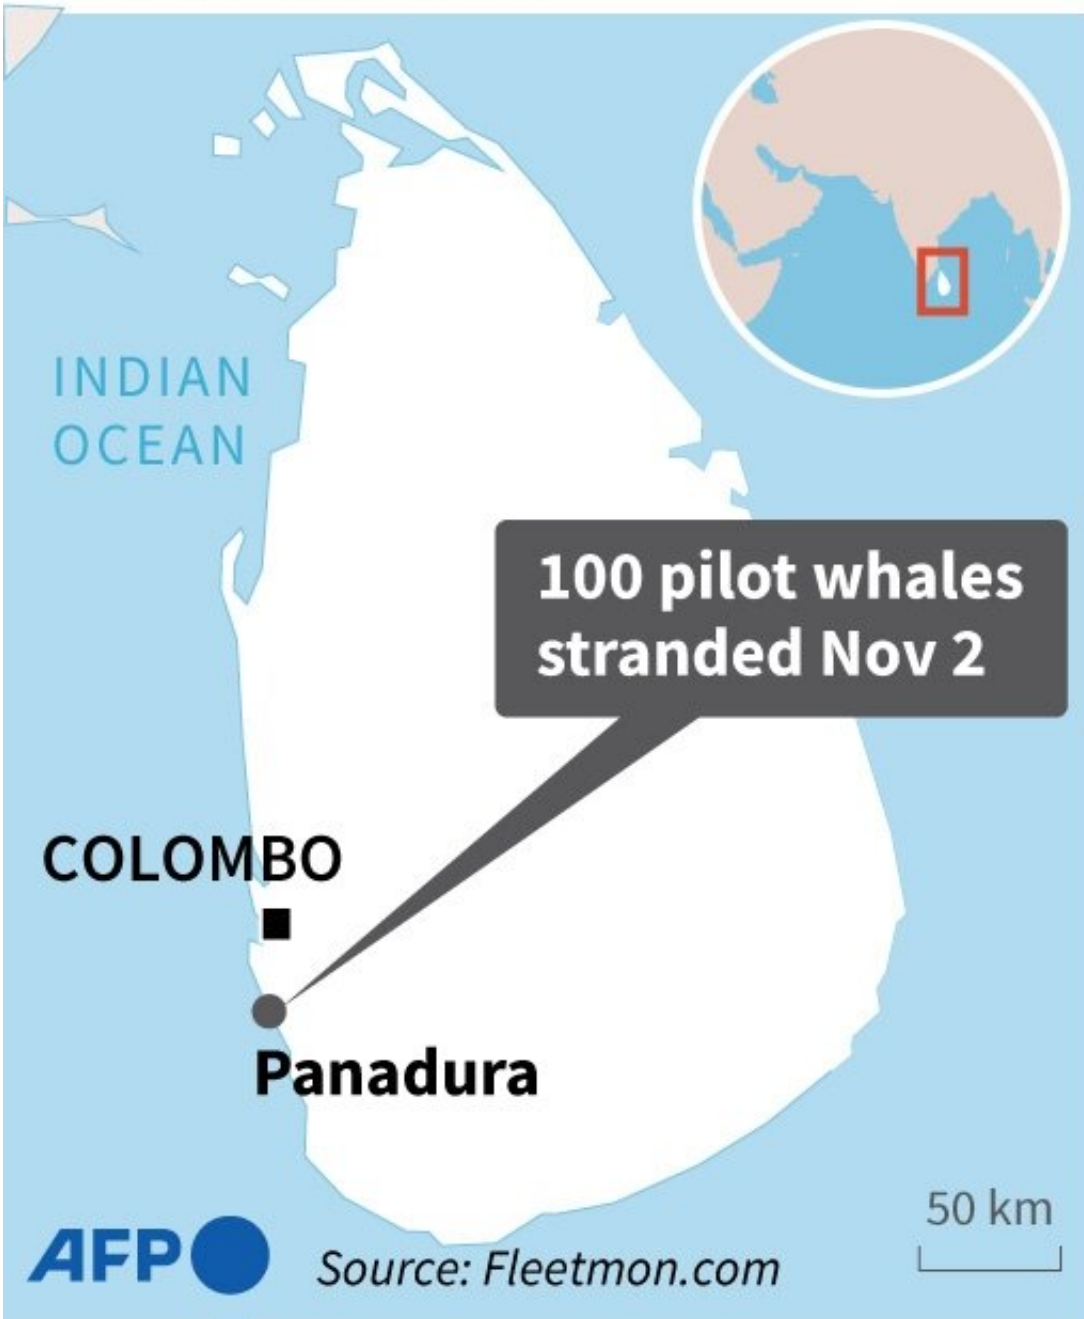 INDIAN
OCEAN
100 pilot whales
stranded Nov 2
COLOMBO
Panadura
50 km
AFP
Source: Fleetmon.com